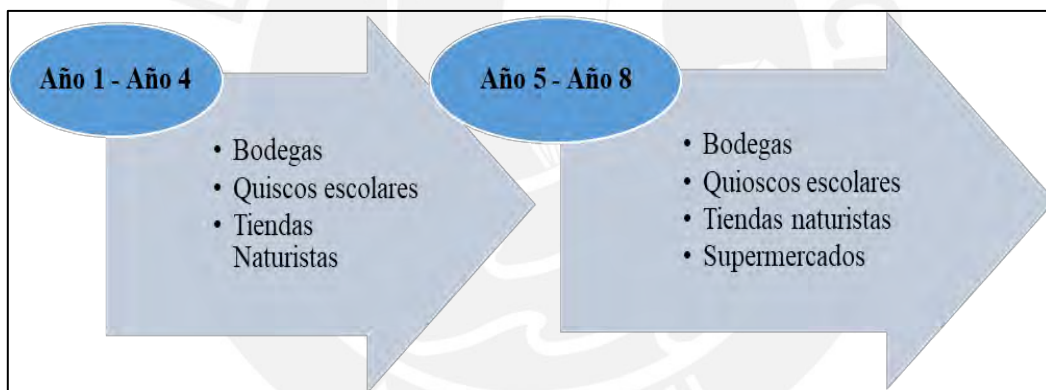 Año 1 - Año 4
• Bodegas
• Quiscos escolares
• Tiendas
Naturistas
Año 5 - Año 8
• Bodegas
• Quioscos escolares
• Tiendas naturistas
• Supermercados